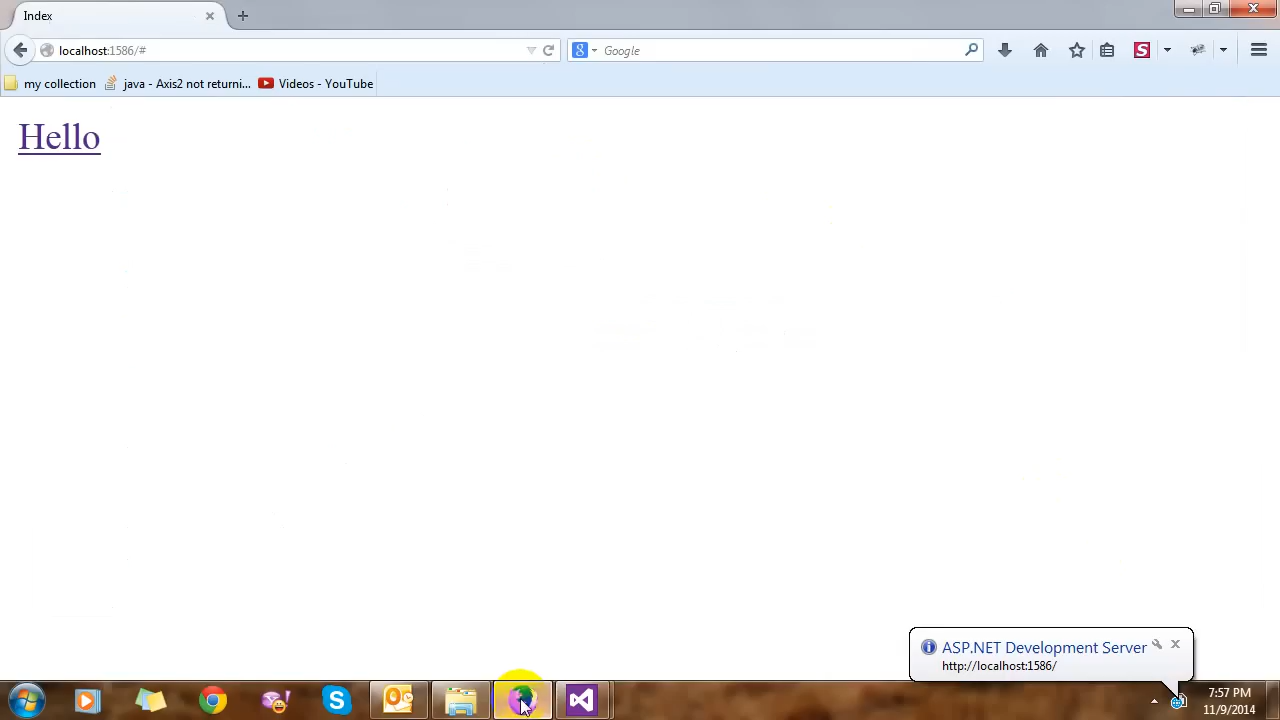 Index
localhost:1586/#
Google
my collection
java - Axis2 not returni...
Videos - YouTube
Hello
ASP.NET Development Server
http://localhost:1586/
7:57 PM
11/9/2014